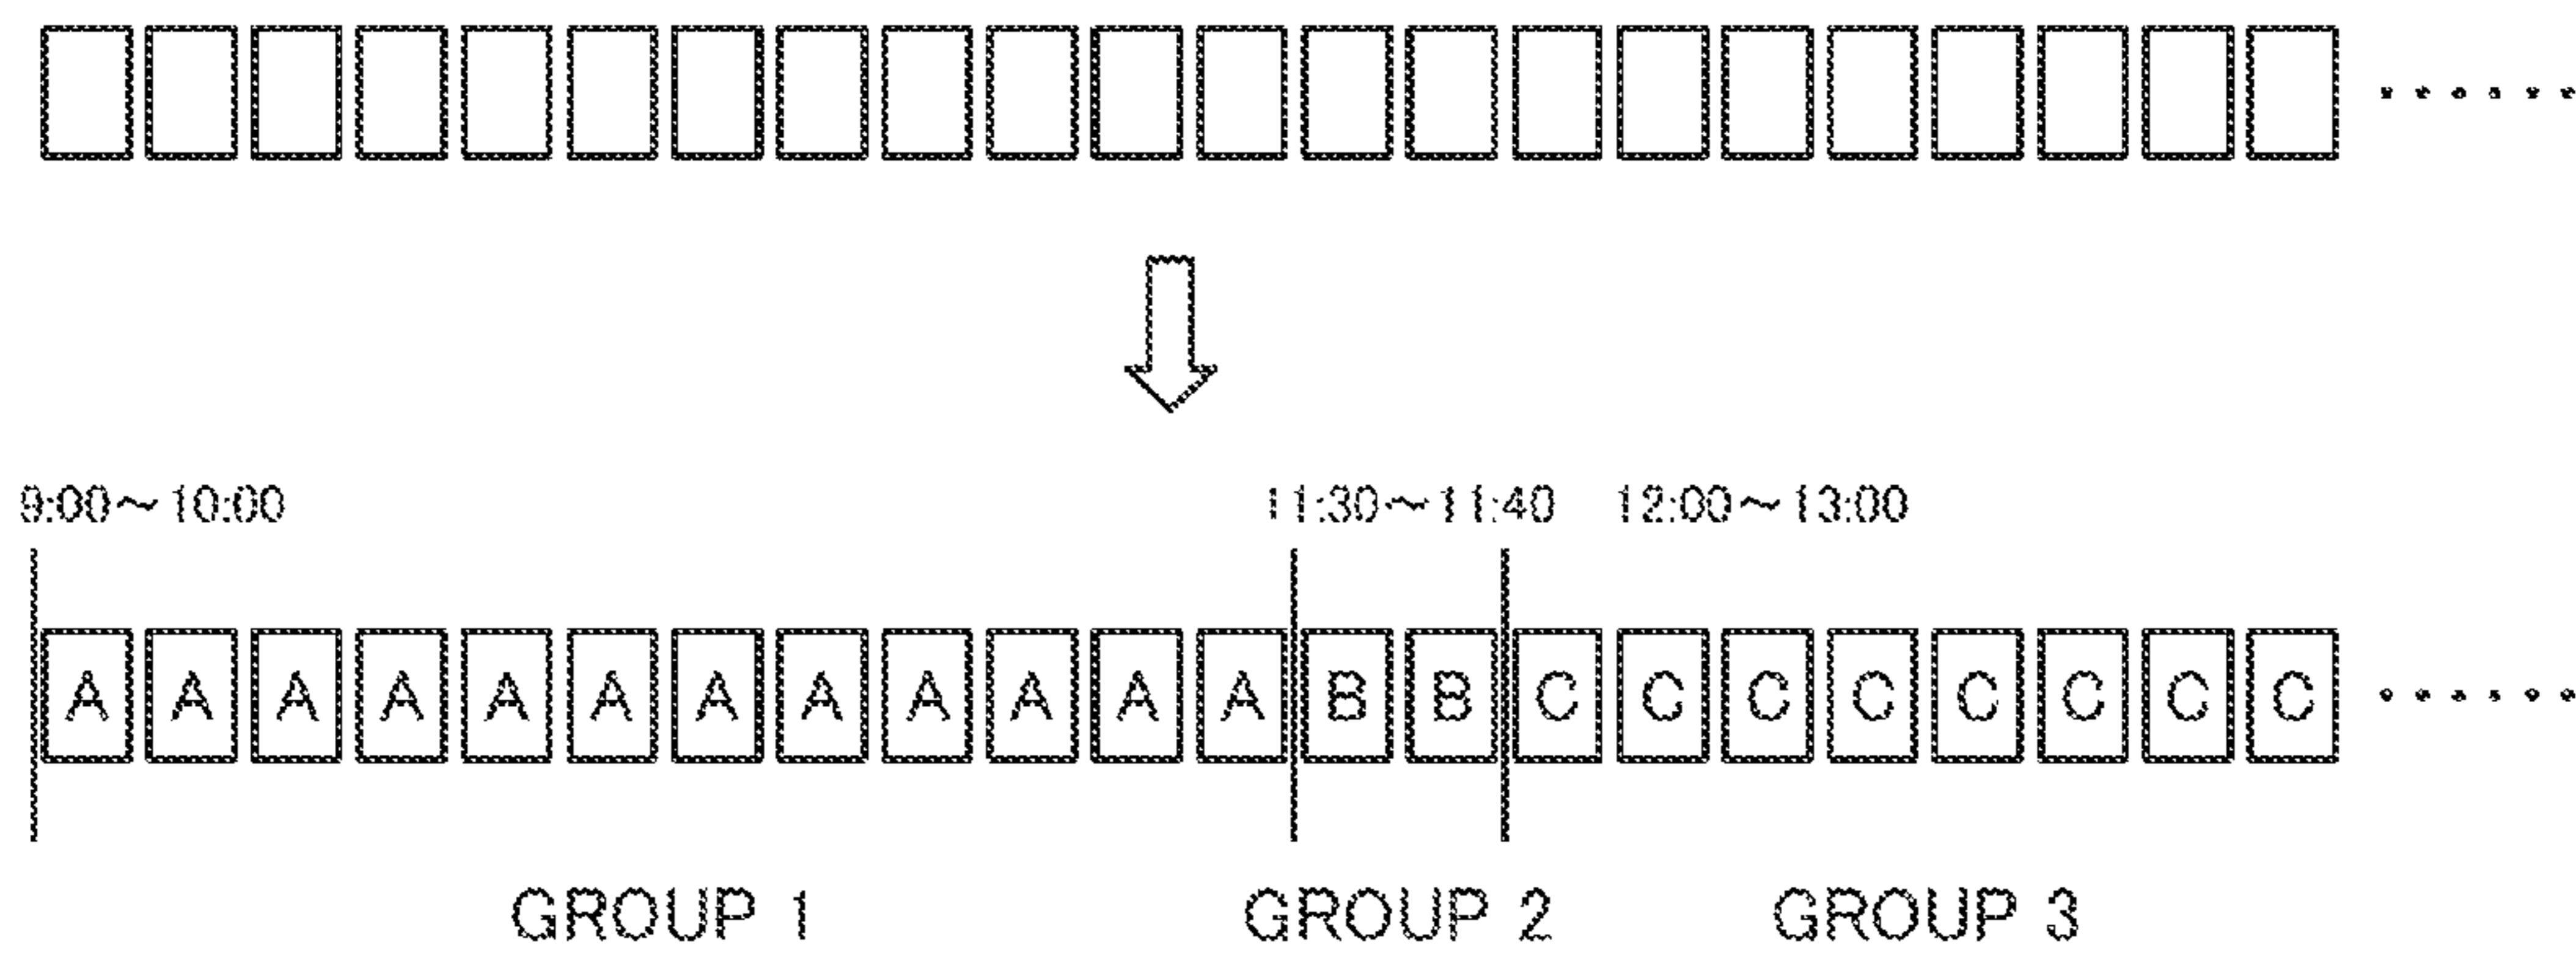 9:00～10:00 11:30～11:40 12:00～13:00
A A A A A A A A A A A A B B C C C C C C C C ······
GROUP 1 GROUP 2 GROUP 3